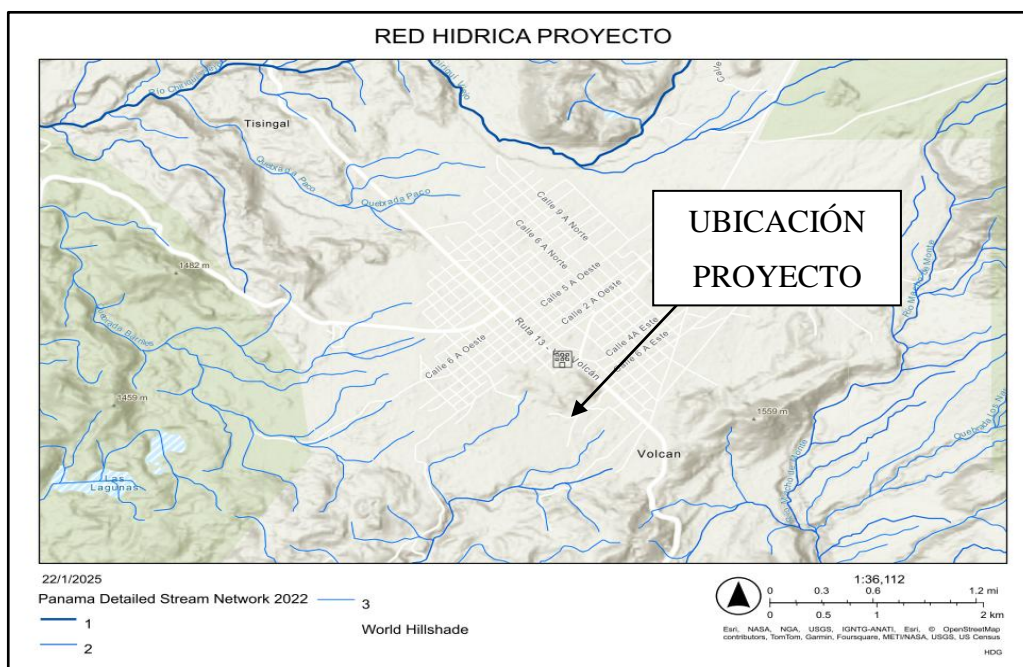 RED HIDRICA PROYECTO
Tisingal
Quebrada Paco
Quebrada Paco
Calle 9 A Norte
Calle 6 A Norte
Calle 5 A Oeste
Calle 2 A Oeste
Calle 4A Este
Calle 6 A Este
Calle 6 A Oeste
Ruta 13 -
Volcán
UBICACIÓN
PROYECTO
1482 m
1459 m
1559 m
Las
Lagunas
Volcan
22/1/2025
Panama Detailed Stream Network 2022
1
2
3
World Hillshade
1:36,112
0 0.3 0.6 1.2 mi
0 0.5 1 2 km
Esri, NASA, NGA, USGS, IGNTG-ANATI, Esri, © OpenStreetMap
contributors, TomTom, Garmin, Foursquare, METI/NASA, USGS, US Census
HDG